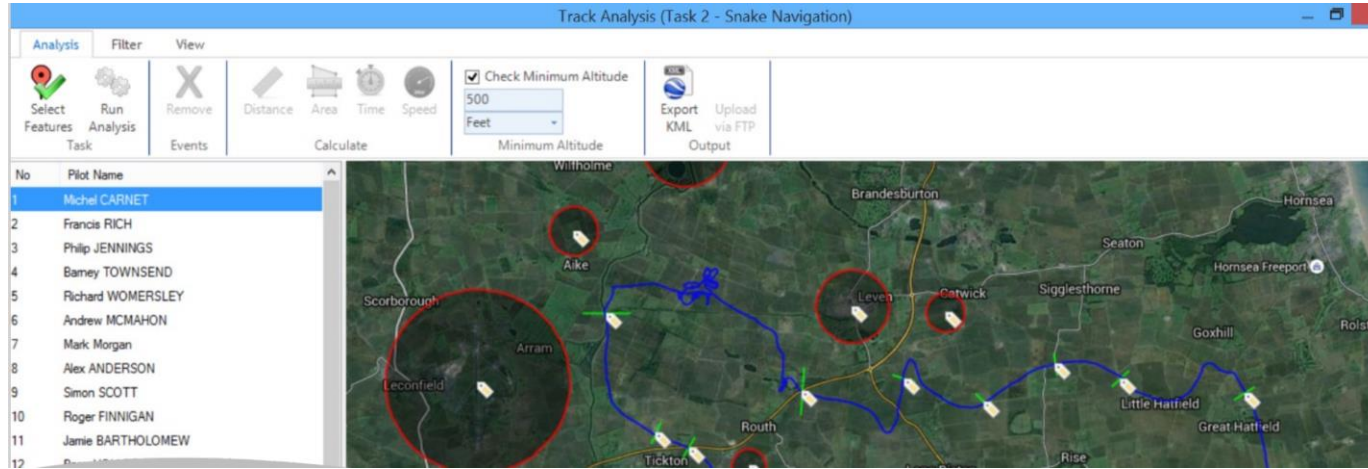 Track Analysis (Task 2 - Snake Navigation)
Analysis Filter View
Select Features
Run Analysis
Remove
Distance
Area
Time
Speed
Check Minimum Altitude
500
Feet
Export KML
Upload via FTP
Task
Events
Calculate
Minimum Altitude
Output
No Pilot Name
1 Michel CARNET
2 Francis RICH
3 Philip JENNINGS
4 Barney TOWNSEND
5 Richard WOMERSLEY
6 Andrew MCMAHON
7 Mark Morgan
8 Alex ANDERSON
9 Simon SCOTT
10 Roger FINNIGAN
11 Jamie BARTHOLOMEW
12
Wilfholme
Brandesburton
Hornsea
Seaton
Aike
Hornsea Freeport
Scorborough
Leven
Catwick
Sigglesthorne
Goxhill
Arram
Leconfield
Little Hatfield
Great Hatfield
Routh
Tickton
Rise